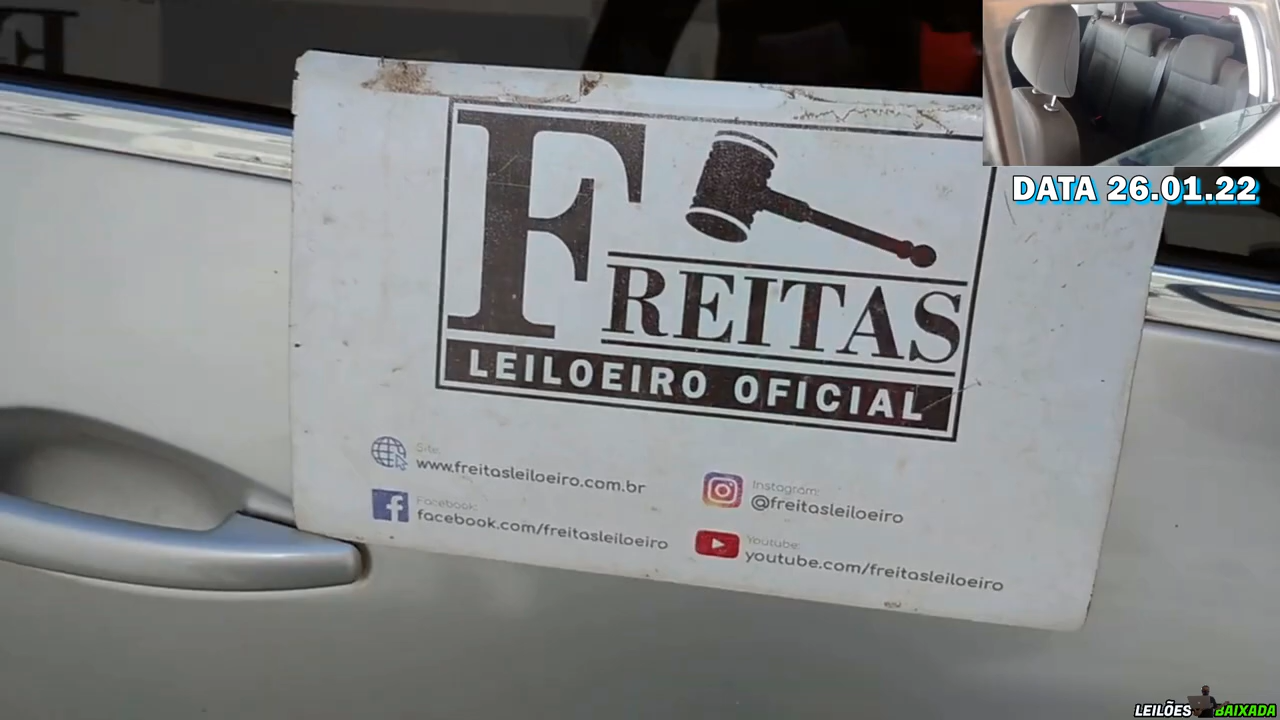 DATA 26.01.22
FREITAS
LEILOEIRO OFICIAL
Site:
www.freitasleiloeiro.com.br
Facebook:
facebook.com/freitasleiloeiro
Instagram:
@freitasleiloeiro
Youtube:
youtube.com/freitasleiloeiro
LEILÕES BAIXADA